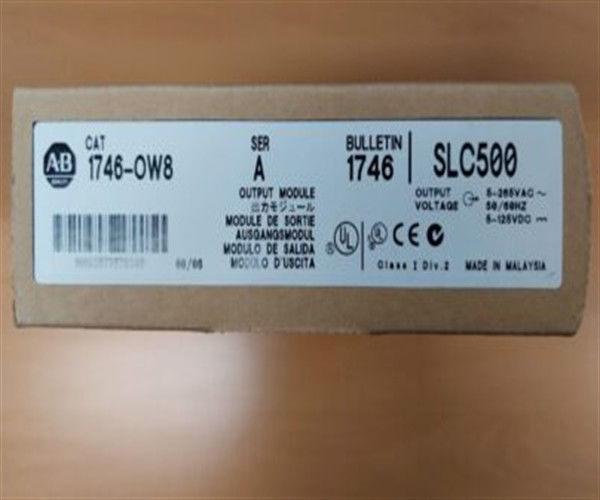 AB
CAT
1746-OW8
SER
A
BULLETIN
1746
SLC500
OUTPUT MODULE
出力モジュール
MODULE DE SORTIE
AUSGANGSMODUL
MODULO DE SALIDA
MODULO D'USCITA
OUTPUT VOLTAGE
5-265VAC ~
50/60HZ
5-125VDC
UL
UL CE
Class I Div.2
MADE IN MALAYSIA